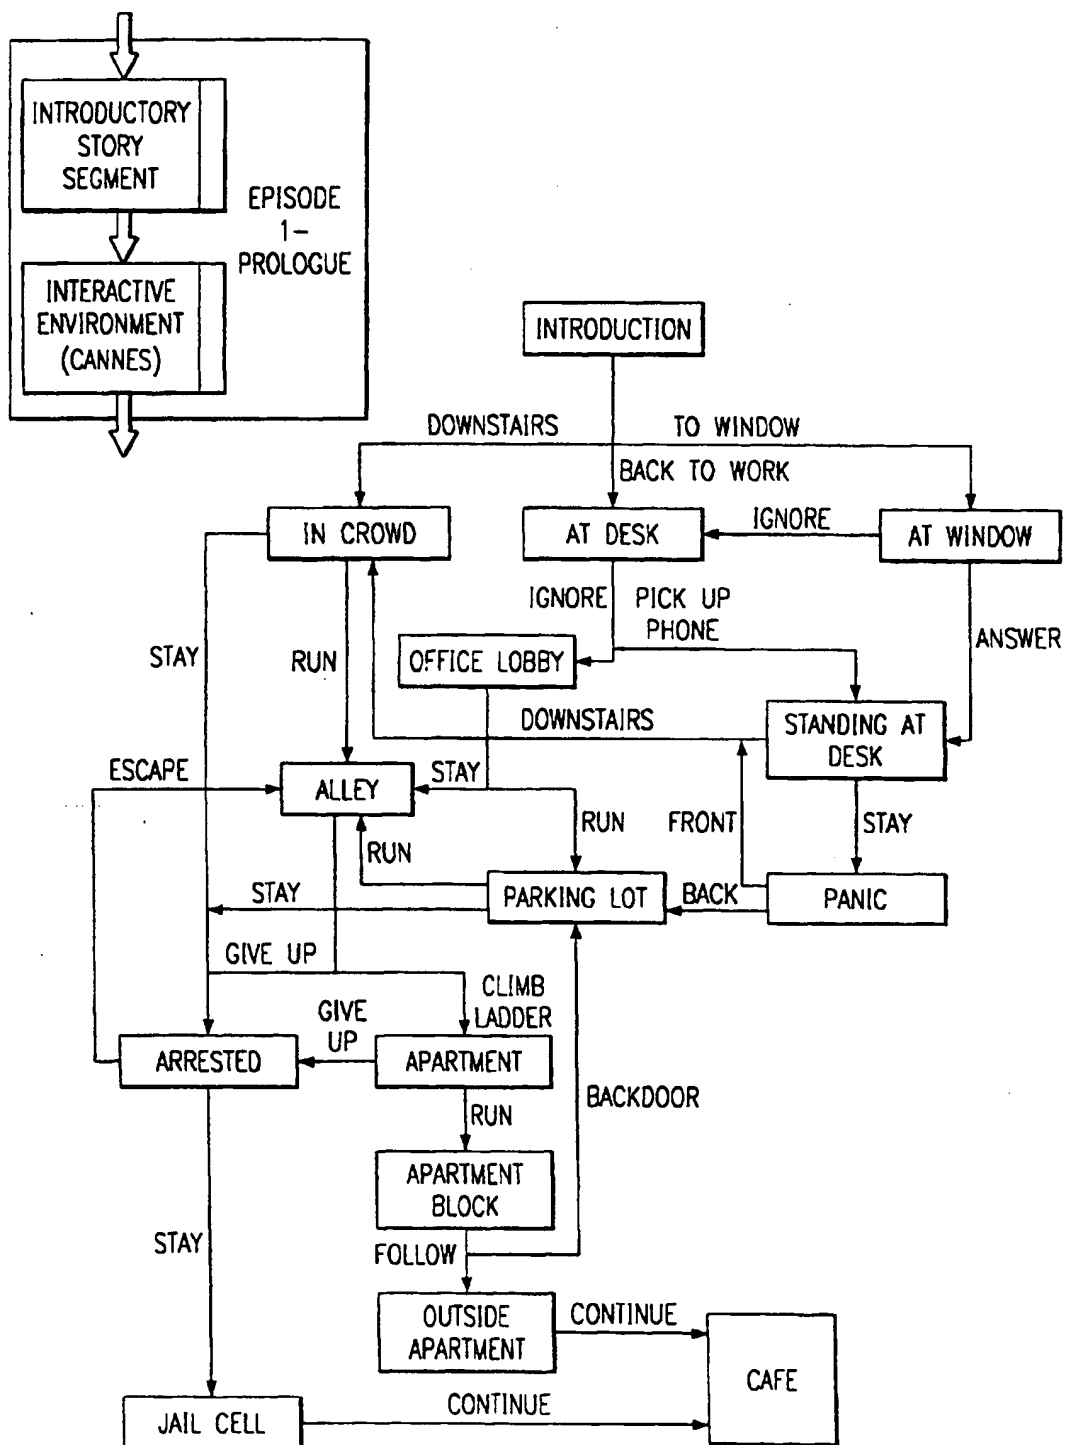 INTRODUCTORY
STORY
SEGMENT
EPISODE
1-
PROLOGUE
INTERACTIVE
ENVIRONMENT
(CANNES)
INTRODUCTION
DOWNSTAIRS
TO WINDOW
BACK TO WORK
IN CROWD
AT DESK
IGNORE
AT WINDOW
IGNORE
PICK UP
PHONE
ANSWER
STAY
RUN
OFFICE LOBBY
DOWNSTAIRS
STANDING AT
DESK
ESCAPE
ALLEY
STAY
RUN
FRONT
STAY
RUN
STAY
PARKING LOT
BACK
PANIC
GIVE UP
CLIMB
LADDER
GIVE
UP
ARRESTED
APARTMENT
BACKDOOR
RUN
APARTMENT
BLOCK
STAY
FOLLOW
OUTSIDE
APARTMENT
CONTINUE
CAFE
JAIL CELL
CONTINUE